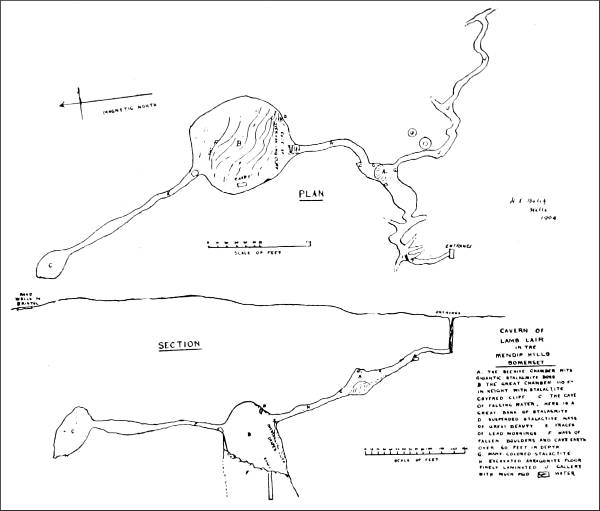 MAGNETIC NORTH
B
A
PLAN
C
H E Balch
Wells
1904
ENTRANCE
SCALE OF FEET
ROAD
WELLS TO
BRISTOL
ENTRANCE
SECTION
CAVERN OF
LAMB LAIR
IN THE
MENDIP HILLS
SOMERSET
A. THE BEEHIVE CHAMBER WITH
GIGANTIC STALAGMITE BOSS
B THE GREAT CHAMBER 110 FT
IN HEIGHT WITH STALACTITE
COVERED CLIFF C THE CAVE
OF FALLING WATER, HERE IS A
GREAT BANK OF STALAGMITE
D SUSPENDED STALACTITE MASS
OF GREAT BEAUTY E TRACES
OF LEAD WORKINGS F MASS OF
FALLEN BOULDERS AND CAVE EARTH
OVER 60 FEET IN DEPTH
G. MANY COLORED STALACTITE
H EXCAVATED ARRAGONITE FLOOR
FINELY LAMINATED J GALLERY
WITH MUCH MUD WATER
A
C
B
F
SCALE OF FEET